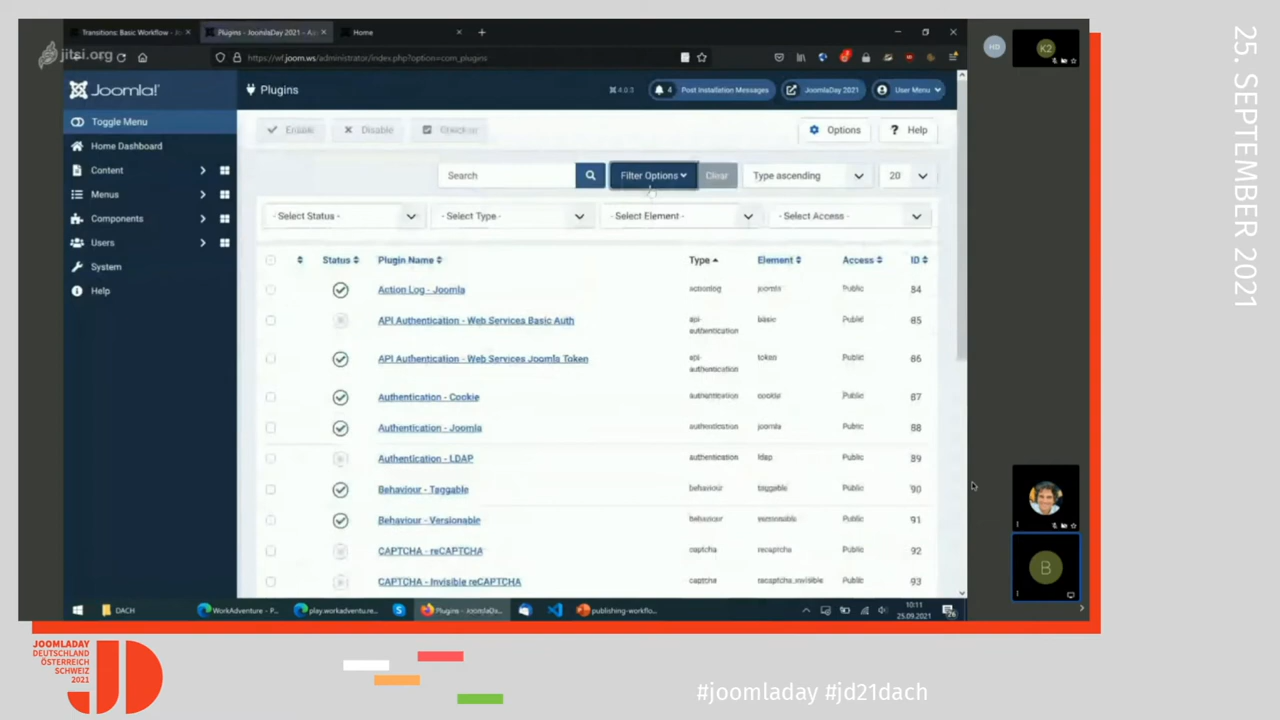 Transitions: Basic Workflow - J
Plugins - JoomlaDay 2021 - A
Home
jitsi.org
https://wf.joom.ws/administrator/index.php?option=com_plugins
Joomla!
Plugins
4.0.3
4
Post Installation Messages
JoomlaDay 2021
User Menu
Toggle Menu
Home Dashboard
Content
Menus
Components
Users
System
Help
Enable
Disable
Check-in
Options
Help
Search
Filter Options
Clear
Type ascending
20
- Select Status -
- Select Type -
- Select Element -
- Select Access -
Status
Plugin Name
Type
Element
Access
ID
Action Log - Joomla
actionlog
joomla
Public
84
API Authentication - Web Services Basic Auth
api-
authentication
basic
Public
85
API Authentication - Web Services Joomla Token
api-
authentication
token
Public
86
Authentication - Cookie
authentication
cookie
Public
87
Authentication - Joomla
authentication
joomla
Public
88
Authentication - LDAP
authentication
ldap
Public
89
Behaviour - Taggable
behaviour
taggable
Public
90
Behaviour - Versionable
behaviour
versionable
Public
91
CAPTCHA - reCAPTCHA
captcha
recaptcha
Public
92
CAPTCHA - Invisible reCAPTCHA
captcha
recaptcha_invisible
Public
93
DACH
WorkAdventure - P...
play.workadventu.re...
Plugins - JoomlaDa...
publishing-workflo...
10:11
25.09.2021
HD
K2
B
25. SEPTEMBER 2021
JOOMLADAY
DEUTSCHLAND
ÖSTERREICH
SCHWEIZ
2021
#joomladay #jd21dach